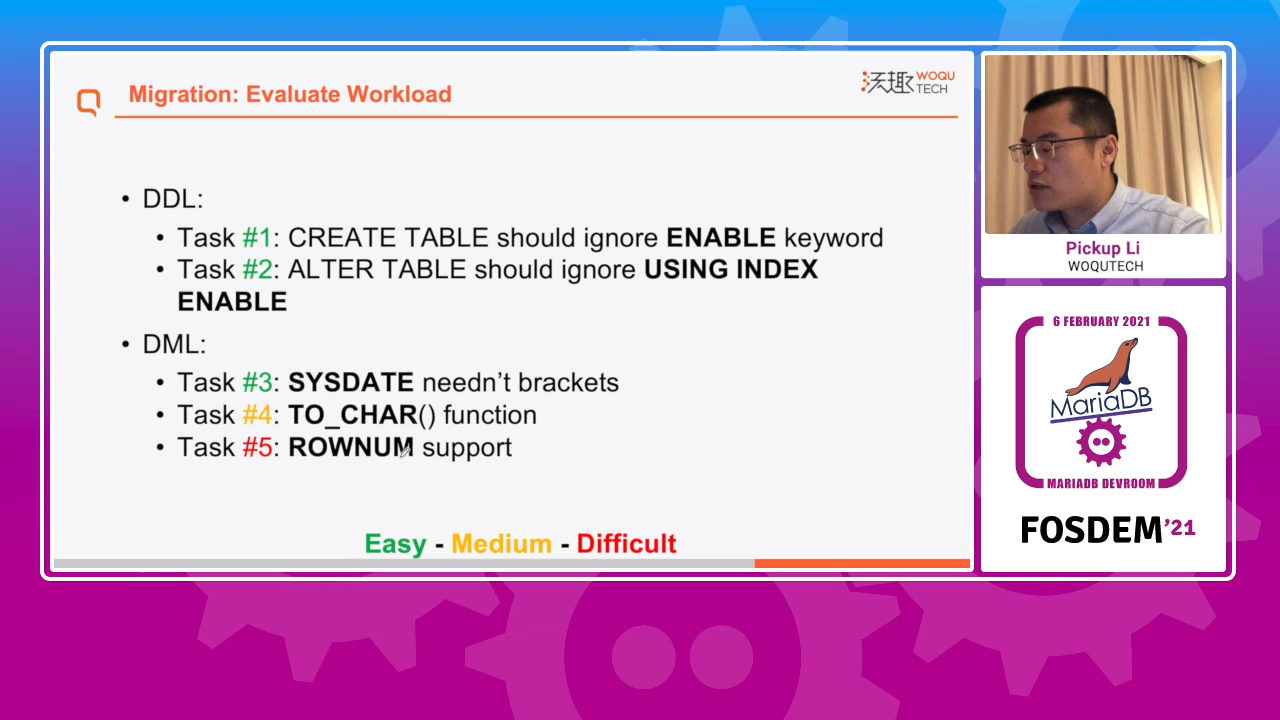 Migration: Evaluate Workload
沃趣 WOQU
TECH
• DDL:
• Task #1: CREATE TABLE should ignore ENABLE keyword
• Task #2: ALTER TABLE should ignore USING INDEX
ENABLE
• DML:
• Task #3: SYSDATE needn’t brackets
• Task #4: TO_CHAR() function
• Task #5: ROWNUM support
Easy - Medium - Difficult
Pickup Li
WOQUTECH
6 FEBRUARY 2021
MariaDB
MARIADB DEVROOM
FOSDEM’21